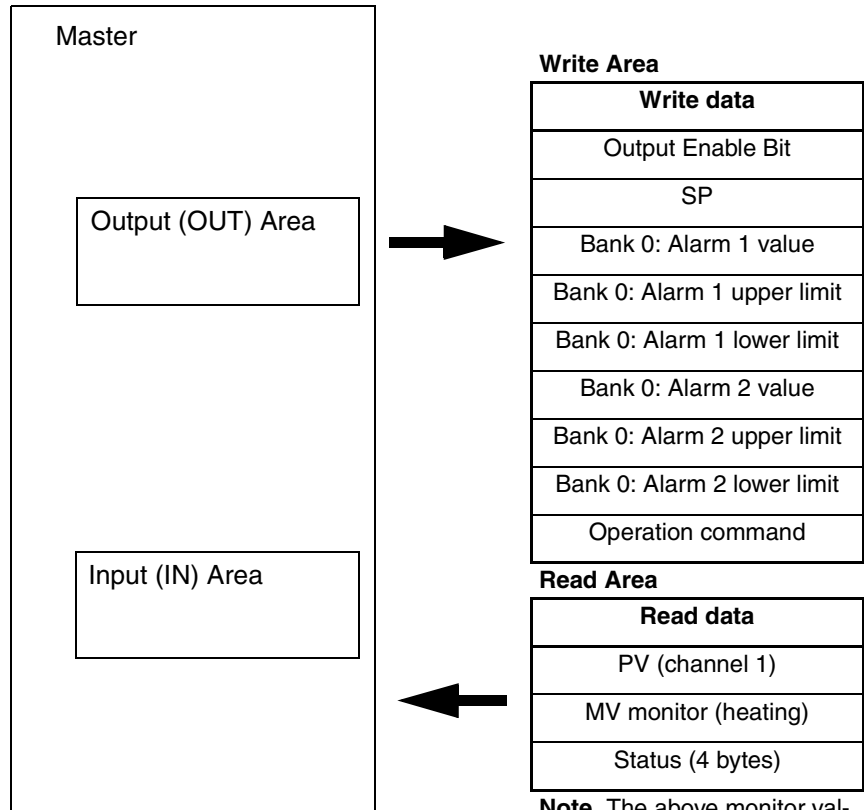 Master
Output (OUT) Area
Input (IN) Area
Write Area
Write data
Output Enable Bit
SP
Bank 0: Alarm 1 value
Bank 0: Alarm 1 upper limit
Bank 0: Alarm 1 lower limit
Bank 0: Alarm 2 value
Bank 0: Alarm 2 upper limit
Bank 0: Alarm 2 lower limit
Operation command
Read Area
Read data
PV (channel 1)
MV monitor (heating)
Status (4 bytes)
Note The above monitor val-